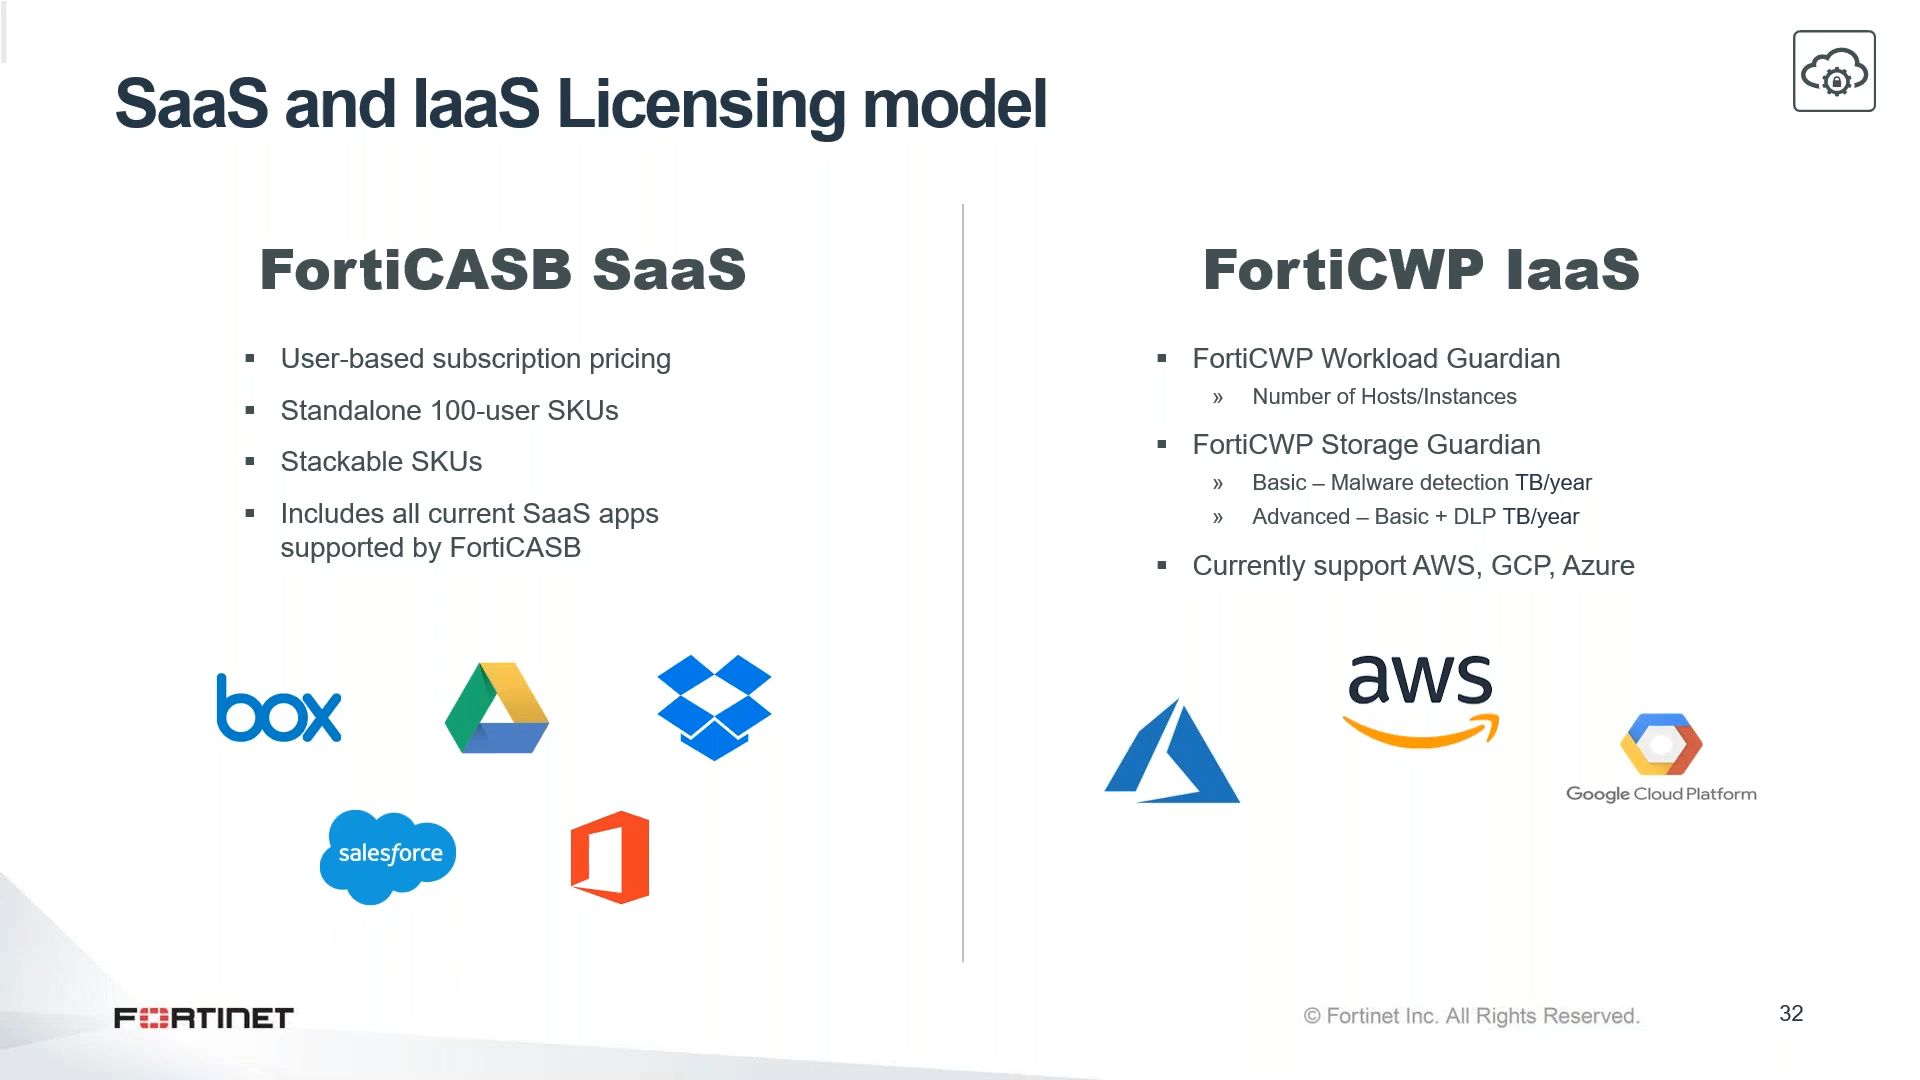 SaaS and IaaS Licensing model
FortiCASB SaaS
▪ User-based subscription pricing
▪ Standalone 100-user SKUs
▪ Stackable SKUs
▪ Includes all current SaaS apps
supported by FortiCASB
box
salesforce
FortiCWP IaaS
▪ FortiCWP Workload Guardian
» Number of Hosts/Instances
▪ FortiCWP Storage Guardian
» Basic – Malware detection TB/year
» Advanced – Basic + DLP TB/year
▪ Currently support AWS, GCP, Azure
aws
Google Cloud Platform
FORTINET
© Fortinet Inc. All Rights Reserved.
32